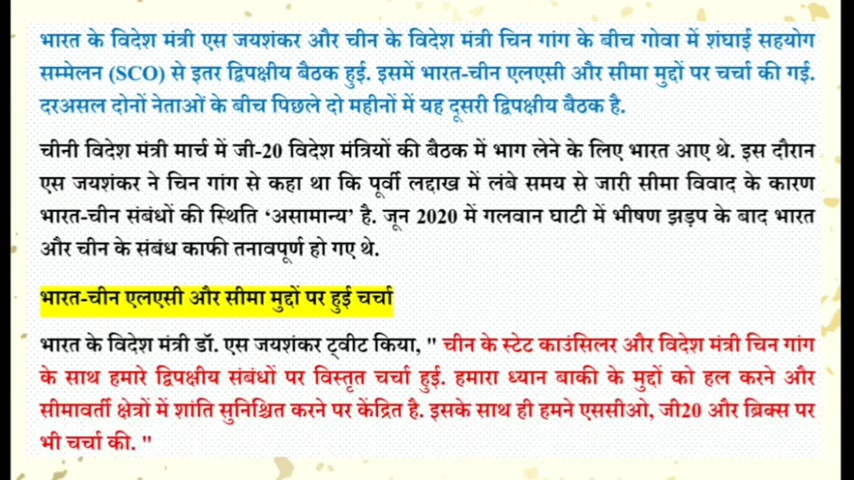 भारत के विदेश मंत्री एस जयशंकर और चीन के विदेश मंत्री चिन गांग के बीच गोवा में शंघाई सहयोग
सम्मेलन (SCO) से इतर द्विपक्षीय बैठक हुई. इसमें भारत-चीन एलएसी और सीमा मुद्दों पर चर्चा की गई.
दरअसल दोनों नेताओं के बीच पिछले दो महीनों में यह दूसरी द्विपक्षीय बैठक है.
चीनी विदेश मंत्री मार्च में जी-20 विदेश मंत्रियों की बैठक में भाग लेने के लिए भारत आए थे. इस दौरान
एस जयशंकर ने चिन गांग से कहा था कि पूर्वी लद्दाख में लंबे समय से जारी सीमा विवाद के कारण
भारत-चीन संबंधों की स्थिति ‘असामान्य’ है. जून 2020 में गलवान घाटी में भीषण झड़प के बाद भारत
और चीन के संबंध काफी तनावपूर्ण हो गए थे.
भारत-चीन एलएसी और सीमा मुद्दों पर हुई चर्चा
भारत के विदेश मंत्री डॉ. एस जयशंकर ट्वीट किया, " चीन के स्टेट काउंसिलर और विदेश मंत्री चिन गांग
के साथ हमारे द्विपक्षीय संबंधों पर विस्तृत चर्चा हुई. हमारा ध्यान बाकी के मुद्दों को हल करने और
सीमावर्ती क्षेत्रों में शांति सुनिश्चित करने पर केंद्रित है. इसके साथ ही हमने एससीओ, जी20 और ब्रिक्स पर
भी चर्चा की. "